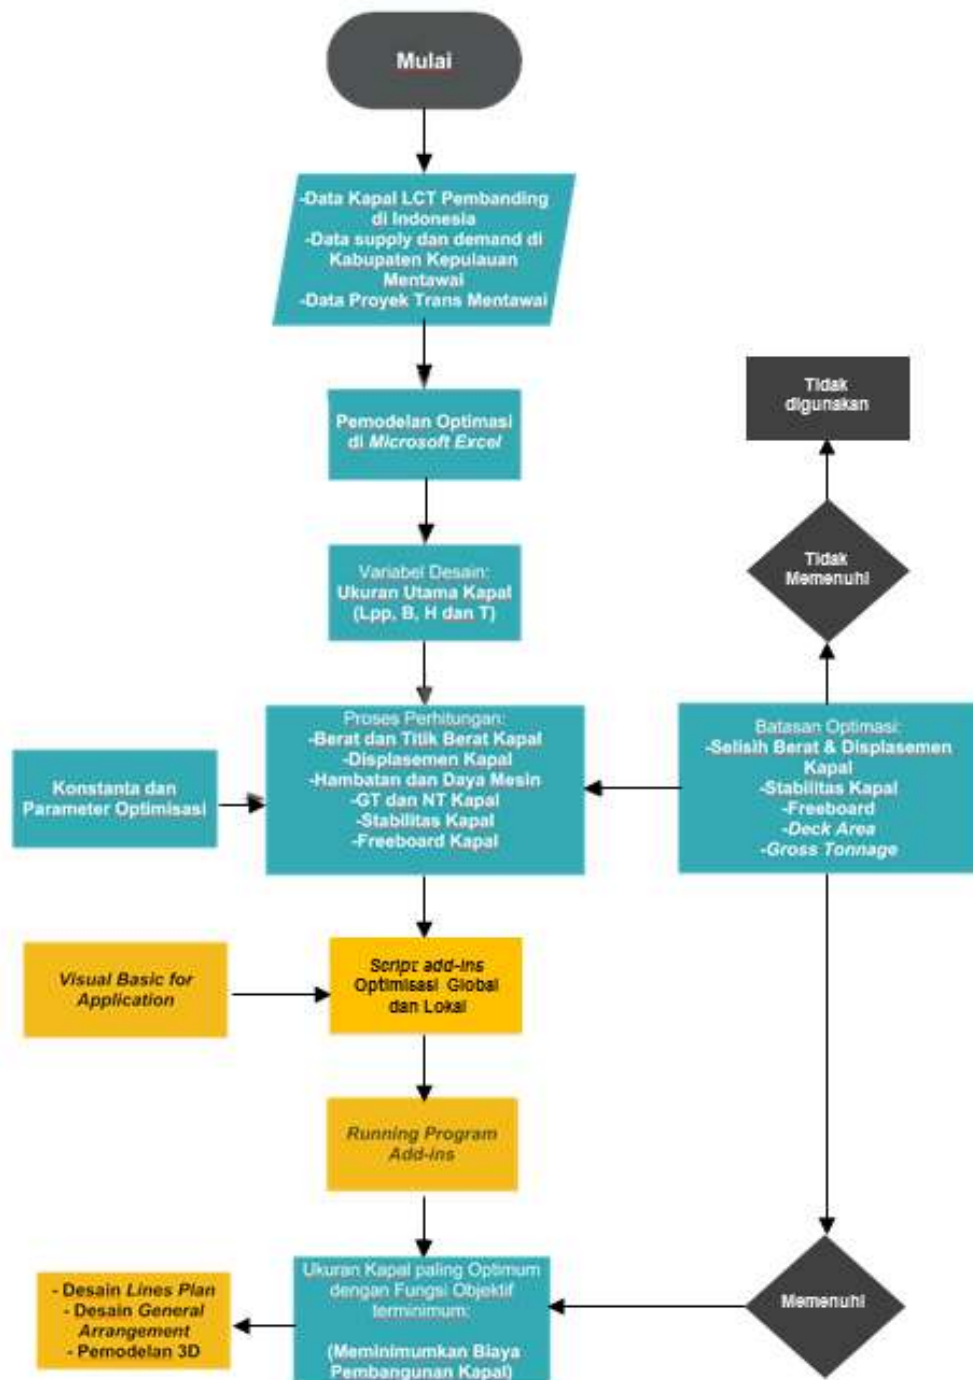 Mulai
-Data Kapal LCT Pembanding
di Indonesia
-Data supply dan demand di
Kabupaten Kepulauan
Mentawai
-Data Proyek Trans Mentawai
Tidak
digunakan
Pemodelan Optimasi
di Microsoft Excel
Tidak
Memenuhi
Variabel Desain:
Ukuran Utama Kapal
(Lpp, B, H dan T)
Proses Perhitungan:
-Berat dan Titik Berat Kapal
-Displasemen Kapal
-Hambatan dan Daya Mesin
-GT dan NT Kapal
-Stabilitas Kapal
-Freeboard Kapal
Batasan Optimasi:
-Selisih Berat & Displasemen
Kapal
-Stabilitas Kapal
-Freeboard
-Deck Area
-Gross Tonnage
Konstanta dan
Parameter Optimisasi
Visual Basic for
Application
Script add-ins
Optimisasi Global
dan Lokal
Running Program
Add-ins
Ukuran Kapal paling Optimum
dengan Fungsi Objektif
terminimum:
(Meminimumkan Biaya
Pembangunan Kapal)
- Desain Lines Plan
- Desain General
Arrangement
- Pemodelan 3D
Memenuhi